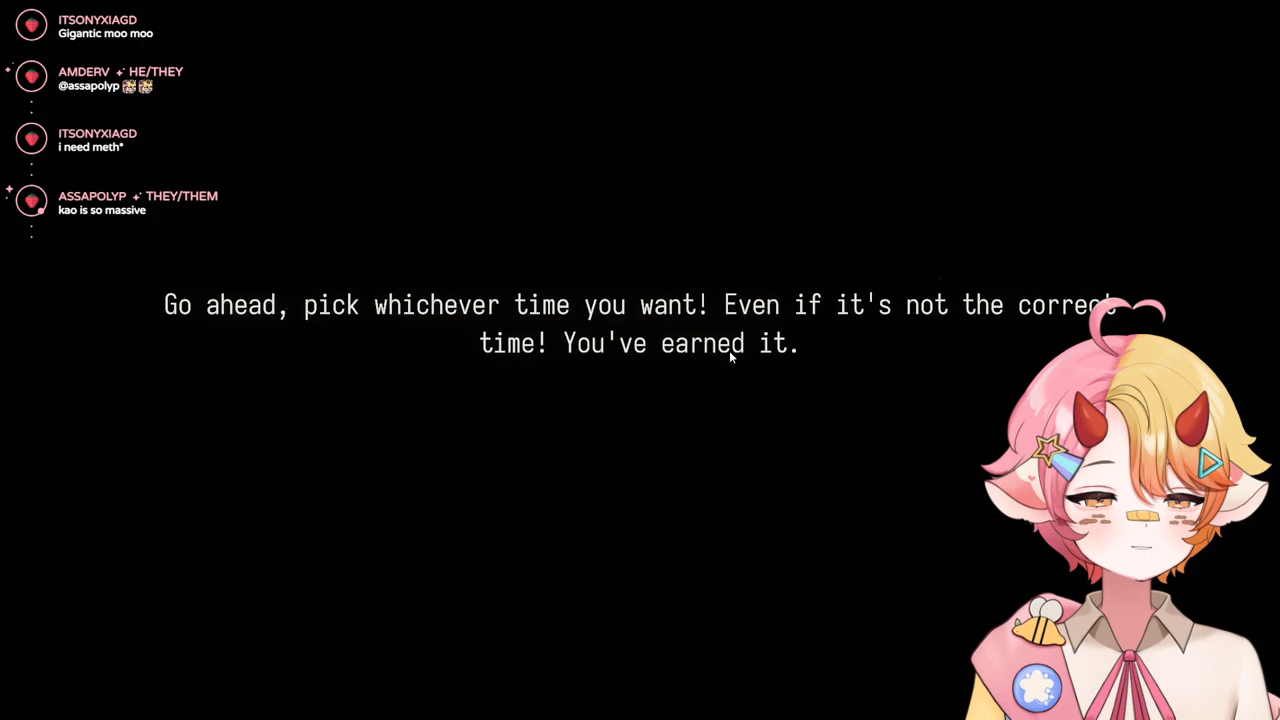 ITSONYXIAGD
Gigantic moo moo
AMDERV HE/THEY
@assapolyp
ITSONYXIAGD
i need meth*
ASSAPOLYP THEY/THEM
kao is so massive
Go ahead, pick whichever time you want! Even if it's not the correct
time! You've earned it.